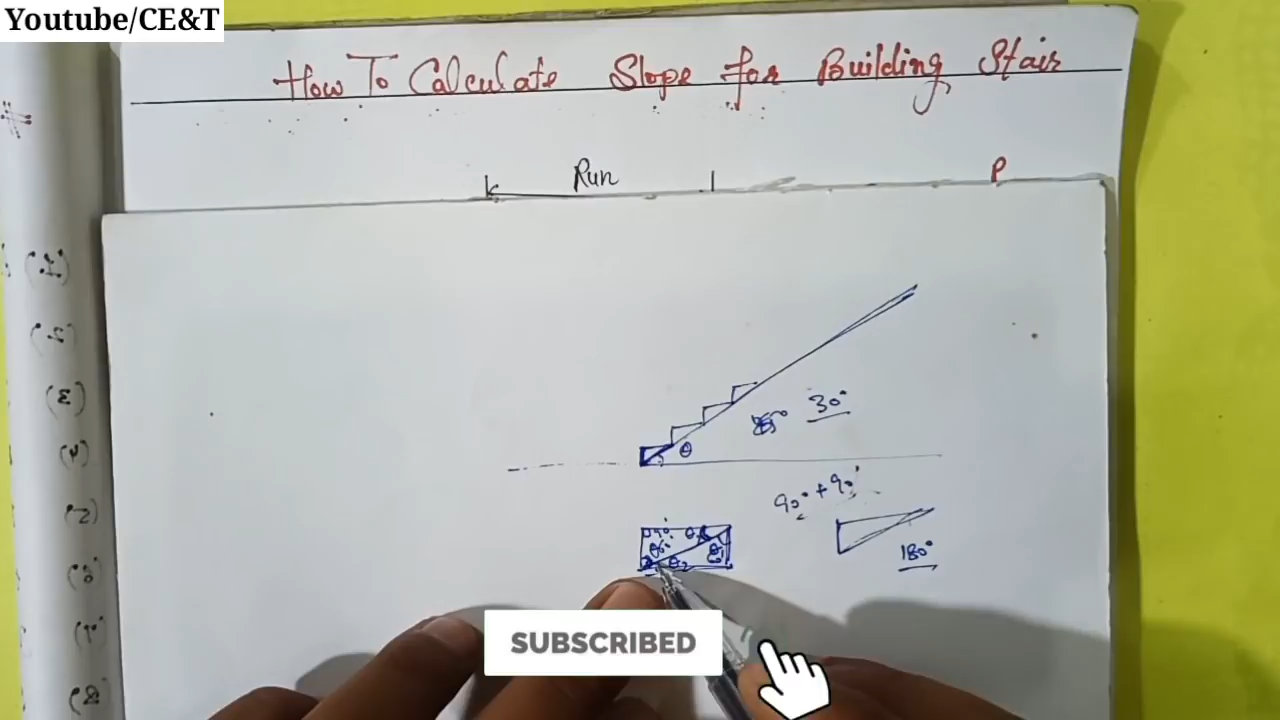 Youtube/CE&T
How To Calculate Slope for Building Stair
Run
P
30°
θ
90° + 90°
180°
SUBSCRIBED